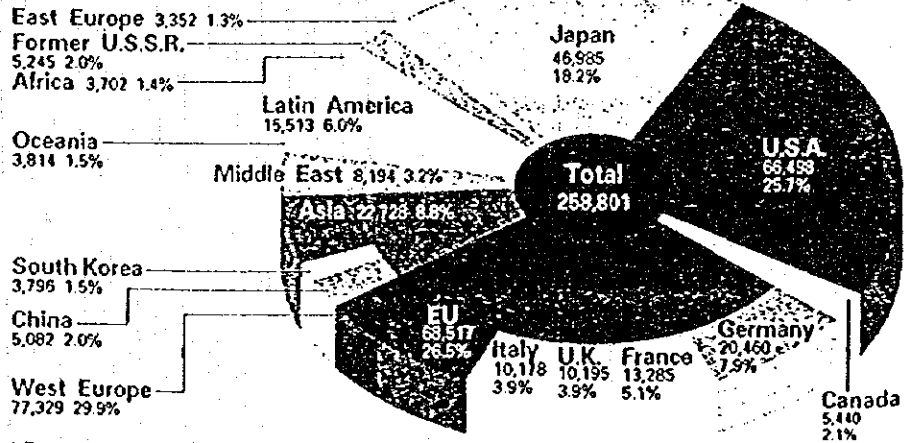 East Europe 3,352 1.3%
Former U.S.S.R.
5,245 2.0%
Africa 3,702 1.4%
Latin America
15,513 6.0%
Oceania
3,814 1.5%
Middle East 8,194 3.2%
Asia 22,728 8.8%
South Korea
3,796 1.5%
China
5,082 2.0%
West Europe
77,329 29.9%
Japan
46,985
18.2%
U.S.A.
66,498
25.7%
Total
258,801
EU
68,517
26.5%
Italy
10,178
3.9%
U.K.
10,195
3.9%
France
13,285
5.1%
Germany
20,460
7.9%
Canada
5,440
2.1%